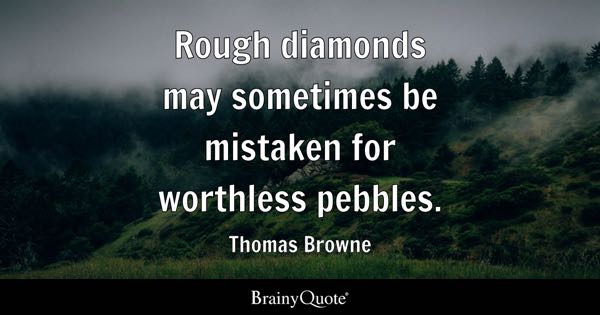 Rough diamonds
may sometimes be
mistaken for
worthless pebbles.
Thomas Browne
BrainyQuote®